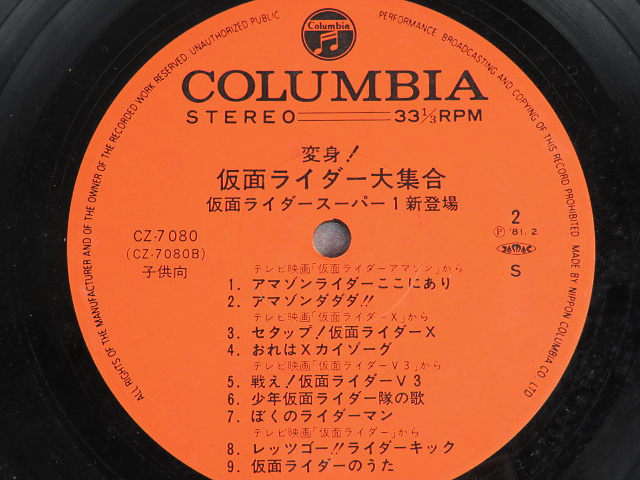 ALL RIGHTS OF THE MANUFACTURER AND OF THE OWNER OF THE RECORDED WORK RESERVED. UNAUTHORIZED PUBLIC PERFORMANCE, BROADCASTING AND COPYING OF THIS RECORD PROHIBITED MADE BY NIPPON COLUMBIA CO. LTD
Columbia
COLUMBIA
STEREO 33 1/3 RPM
変身!
仮面ライダー大集合
仮面ライダースーパー1新登場
2
CZ-7080
Ⓟ '81. 2
(CZ-7080B)
JASRAC
子供向
S
テレビ映画「仮面ライダーアマゾン」から
1. アマゾンライダーここにあり
2. アマゾンダダダ!!
テレビ映画「仮面ライダーX」から
3. セタップ!仮面ライダーX
4. おれはXカイゾーグ
テレビ映画「仮面ライダーV3」から
5. 戦え!仮面ライダーV3
6. 少年仮面ライダー隊の歌
7. ぼくのライダーマン
テレビ映画「仮面ライダー」から
8. レッツゴー!!ライダーキック
9. 仮面ライダーのうた